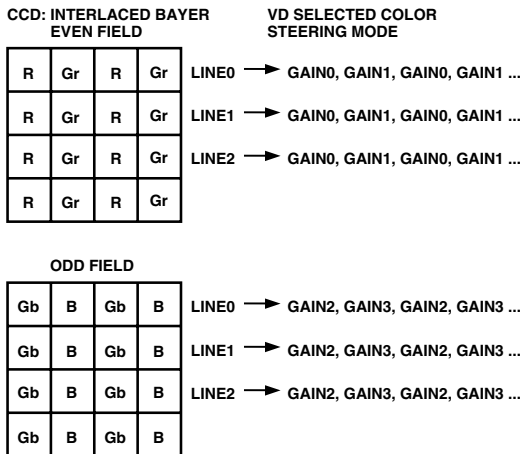 CCD: INTERLACED BAYER
EVEN FIELD
VD SELECTED COLOR
STEERING MODE
R Gr R Gr LINE0 GAIN0, GAIN1, GAIN0, GAIN1 ...
R Gr R Gr LINE1 GAIN0, GAIN1, GAIN0, GAIN1 ...
R Gr R Gr LINE2 GAIN0, GAIN1, GAIN0, GAIN1 ...
R Gr R Gr
ODD FIELD
Gb B Gb B LINE0 GAIN2, GAIN3, GAIN2, GAIN3 ...
Gb B Gb B LINE1 GAIN2, GAIN3, GAIN2, GAIN3 ...
Gb B Gb B LINE2 GAIN2, GAIN3, GAIN2, GAIN3 ...
Gb B Gb B